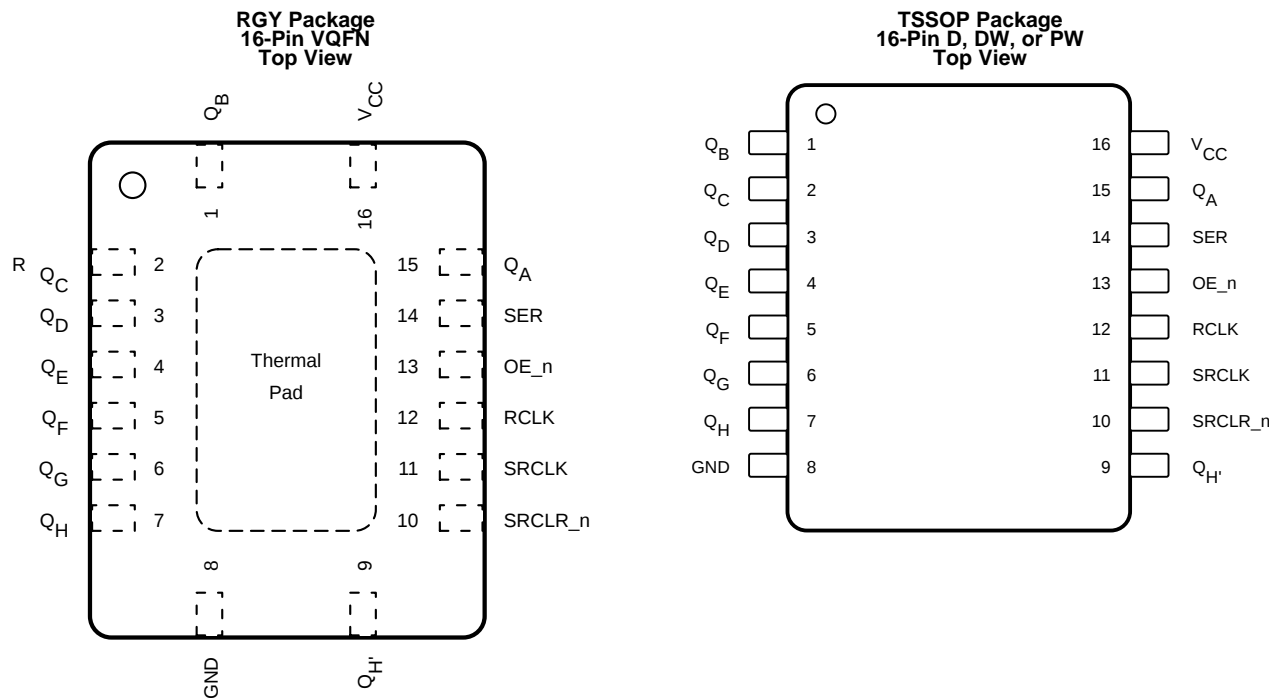 RGY Package
16-Pin VQFN
Top View
QB
VCC
1
16
R
QC
2
15
QA
QD
3
14
SER
QE
4
Thermal
13
OE_n
Pad
QF
5
12
RCLK
QG
6
11
SRCLK
QH
7
10
SRCLR_n
8
9
GND
QH'
TSSOP Package
16-Pin D, DW, or PW
Top View
QB
1
16
VCC
QC
2
15
QA
QD
3
14
SER
QE
4
13
OE_n
QF
5
12
RCLK
QG
6
11
SRCLK
QH
7
10
SRCLR_n
GND
8
9
QH'